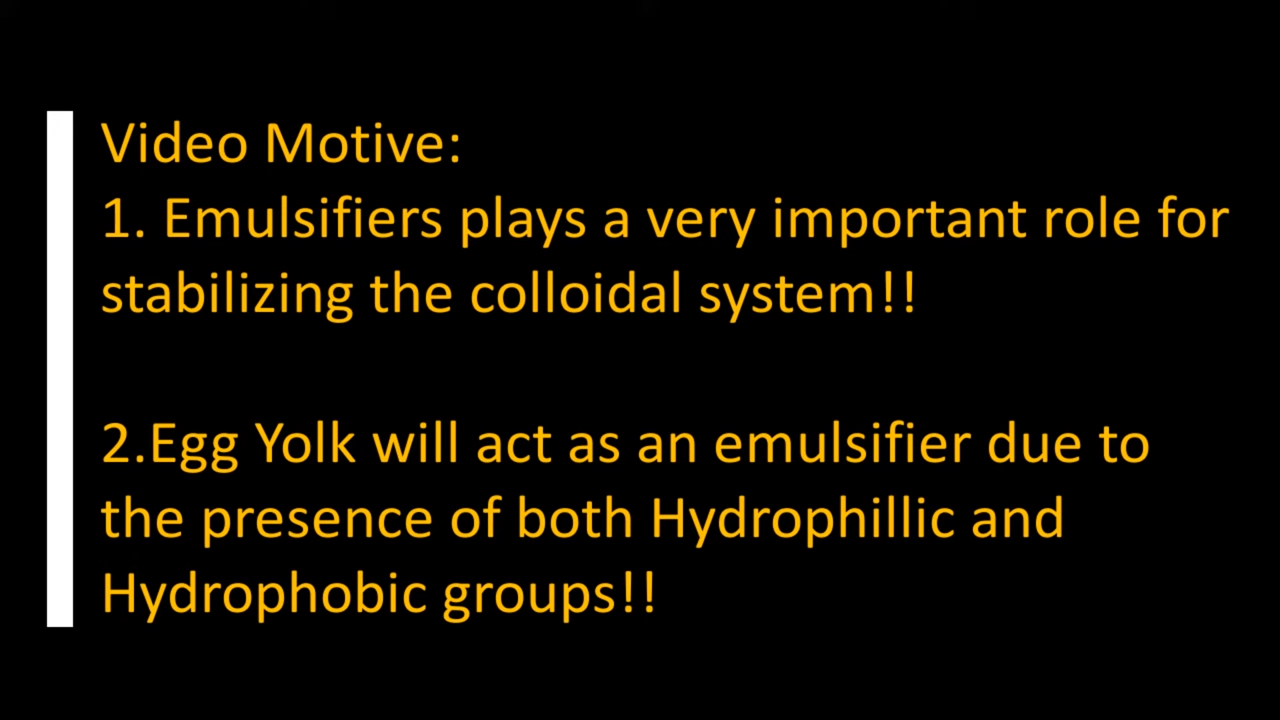 Video Motive:
1. Emulsifiers plays a very important role for
stabilizing the colloidal system!!
2.Egg Yolk will act as an emulsifier due to
the presence of both Hydrophillic and
Hydrophobic groups!!